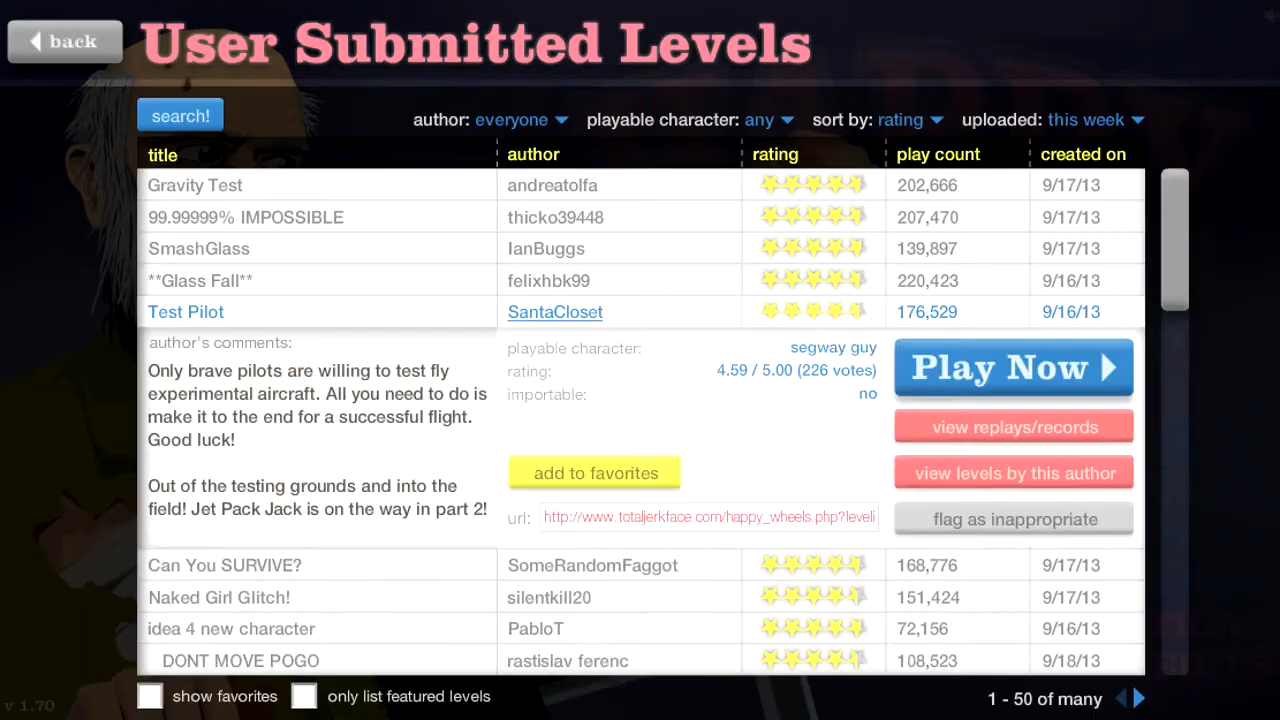 back
User Submitted Levels
search!
author: everyone playable character: any sort by: rating uploaded: this week
title author rating play count created on
Gravity Test andreatolfa 202,666 9/17/13
99.99999% IMPOSSIBLE thicko39448 207,470 9/17/13
SmashGlass IanBuggs 139,897 9/17/13
**Glass Fall** felixhbk99 220,423 9/16/13
Test Pilot SantaCloset 176,529 9/16/13
author's comments:
Only brave pilots are willing to test fly
experimental aircraft. All you need to do is
make it to the end for a successful flight.
Good luck!
Out of the testing grounds and into the
field! Jet Pack Jack is on the way in part 2!
playable character: segway guy
rating: 4.59 / 5.00 (226 votes)
importable: no
add to favorites
url: http://www.totaljerkface.com/happy_wheels.php?leveli
Play Now
view replays/records
view levels by this author
flag as inappropriate
Can You SURVIVE? SomeRandomFaggot 168,776 9/17/13
Naked Girl Glitch! silentkill20 151,424 9/17/13
idea 4 new character PabloT 72,156 9/16/13
DONT MOVE POGO rastislav ferenc 108,523 9/18/13
show favorites only list featured levels 1 - 50 of many
v 1.70